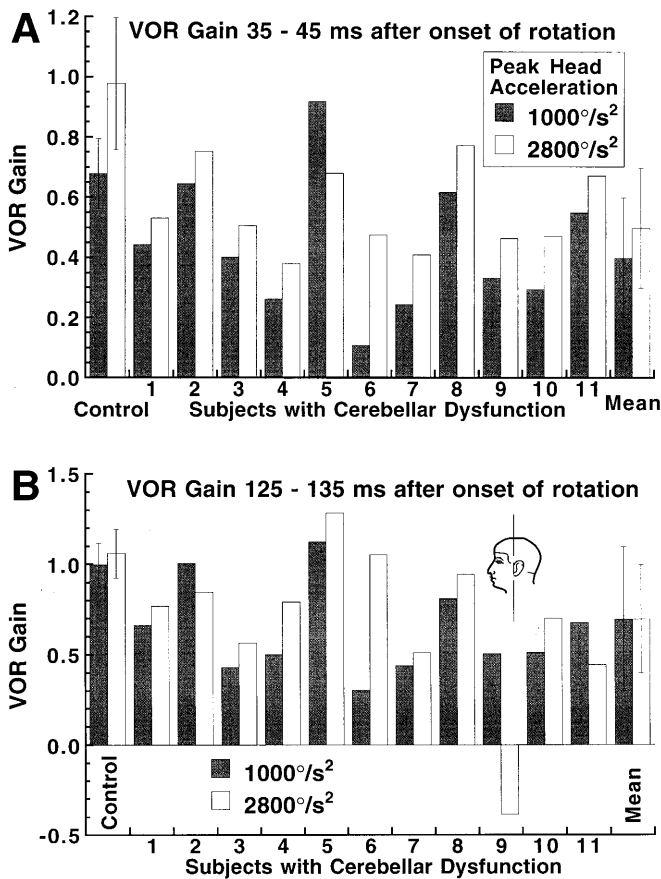 A
VOR Gain 35 - 45 ms after onset of rotation
Peak Head
Acceleration
1000°/s²
2800°/s²
VOR Gain
1.2
1.0
0.8
0.6
0.4
0.2
0.0
1 2 3 4 5 6 7 8 9 10 11
Control Subjects with Cerebellar Dysfunction Mean
B
VOR Gain 125 - 135 ms after onset of rotation
VOR Gain
1.5
1.0
0.5
0.0
-0.5
Control
1000°/s²
2800°/s²
Mean
1 2 3 4 5 6 7 8 9 10 11
Subjects with Cerebellar Dysfunction